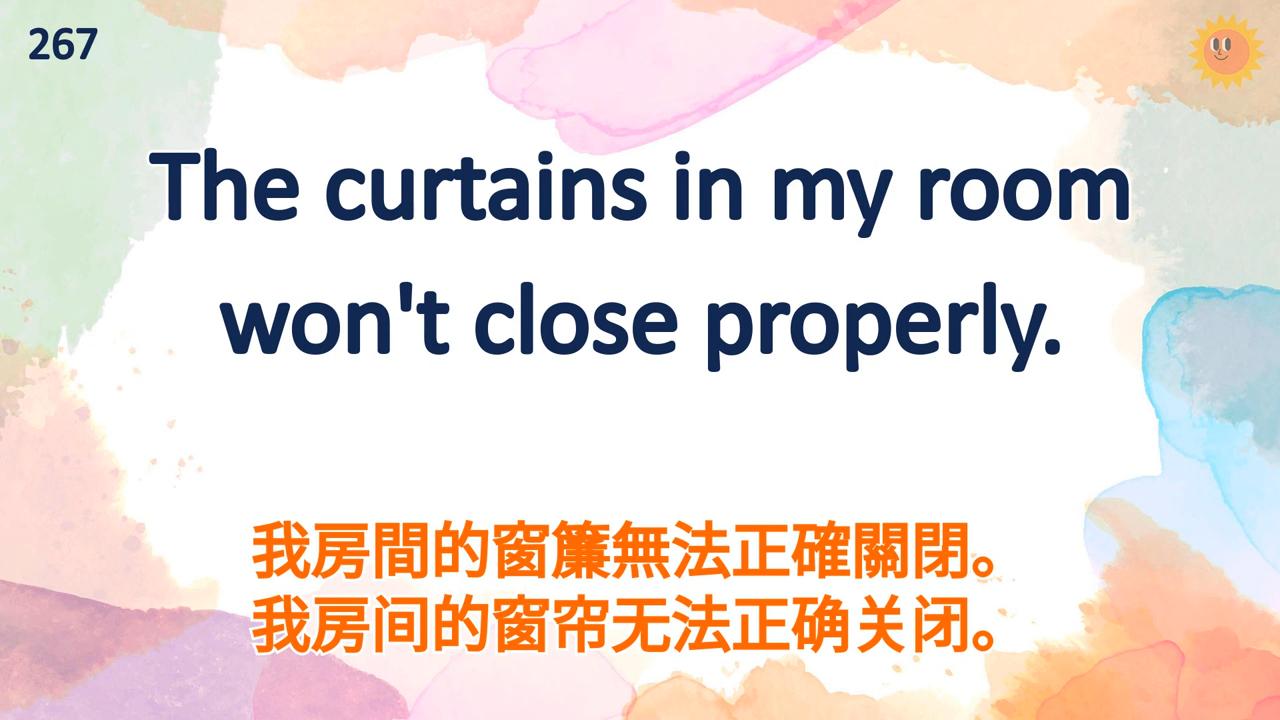 267
The curtains in my room
won't close properly.
我房間的窗簾無法正確關閉。
我房间的窗帘无法正确关闭。